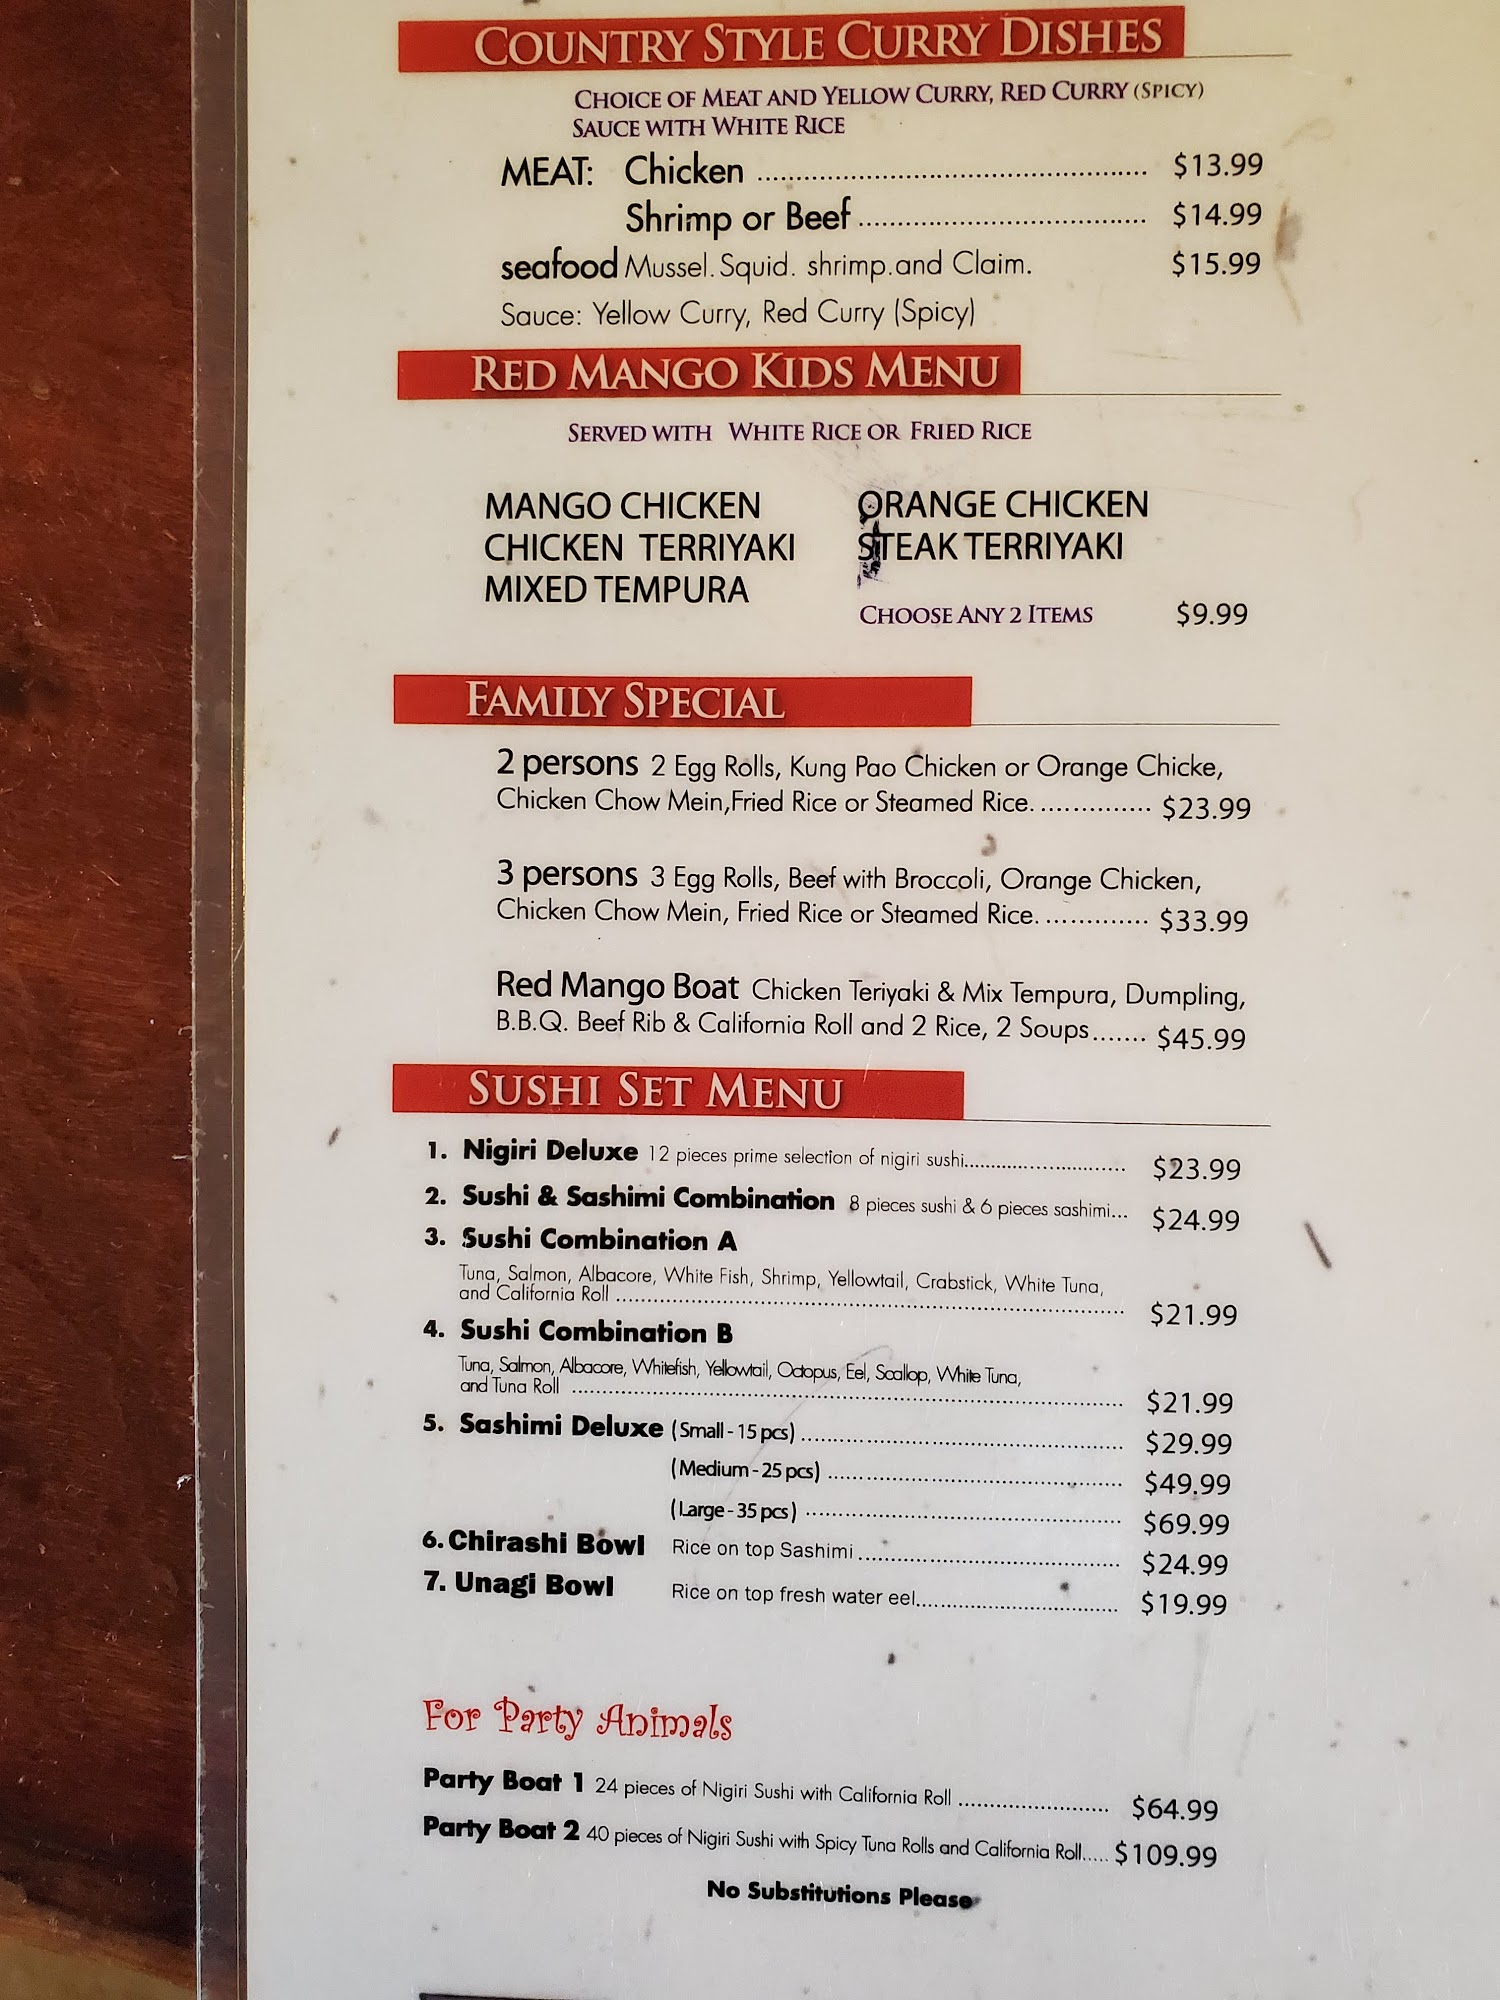 COUNTRY STYLE CURRY DISHES
CHOICE OF MEAT AND YELLOW CURRY, RED CURRY (SPICY)
SAUCE WITH WHITE RICE
MEAT: Chicken ................................................ $13.99
Shrimp or Beef ..................................... $14.99
seafood Mussel. Squid. shrimp.and Claim. $15.99
Sauce: Yellow Curry, Red Curry (Spicy)
RED MANGO KIDS MENU
SERVED WITH WHITE RICE OR FRIED RICE
MANGO CHICKEN ORANGE CHICKEN
CHICKEN TERRIYAKI STEAK TERRIYAKI
MIXED TEMPURA
CHOOSE ANY 2 ITEMS $9.99
FAMILY SPECIAL
2 persons 2 Egg Rolls, Kung Pao Chicken or Orange Chicke,
Chicken Chow Mein,Fried Rice or Steamed Rice. .............. $23.99
3 persons 3 Egg Rolls, Beef with Broccoli, Orange Chicken,
Chicken Chow Mein, Fried Rice or Steamed Rice. ............. $33.99
Red Mango Boat Chicken Teriyaki & Mix Tempura, Dumpling,
B.B.Q. Beef Rib & California Roll and 2 Rice, 2 Soups....... $45.99
SUSHI SET MENU
1. Nigiri Deluxe 12 pieces prime selection of nigiri sushi............................ $23.99
2. Sushi & Sashimi Combination 8 pieces sushi & 6 pieces sashimi... $24.99
3. Sushi Combination A
Tuna, Salmon, Albacore, White Fish, Shrimp, Yellowtail, Crabstick, White Tuna,
and California Roll ................................................................ $21.99
4. Sushi Combination B
Tuna, Salmon, Albacore, Whitefish, Yellowtail, Octopus, Eel, Scallop, White Tuna,
and Tuna Roll ...................................................................... $21.99
5. Sashimi Deluxe (Small - 15 pcs) ......................................... $29.99
(Medium - 25 pcs) ..................................... $49.99
(Large - 35 pcs) ........................................ $69.99
6. Chirashi Bowl Rice on top Sashimi ................................. $24.99
7. Unagi Bowl Rice on top fresh water eel.......................... $19.99
For Party Animals
Party Boat 1 24 pieces of Nigiri Sushi with California Roll ....................... $64.99
Party Boat 2 40 pieces of Nigiri Sushi with Spicy Tuna Rolls and California Roll..... $109.99
No Substitutions Please